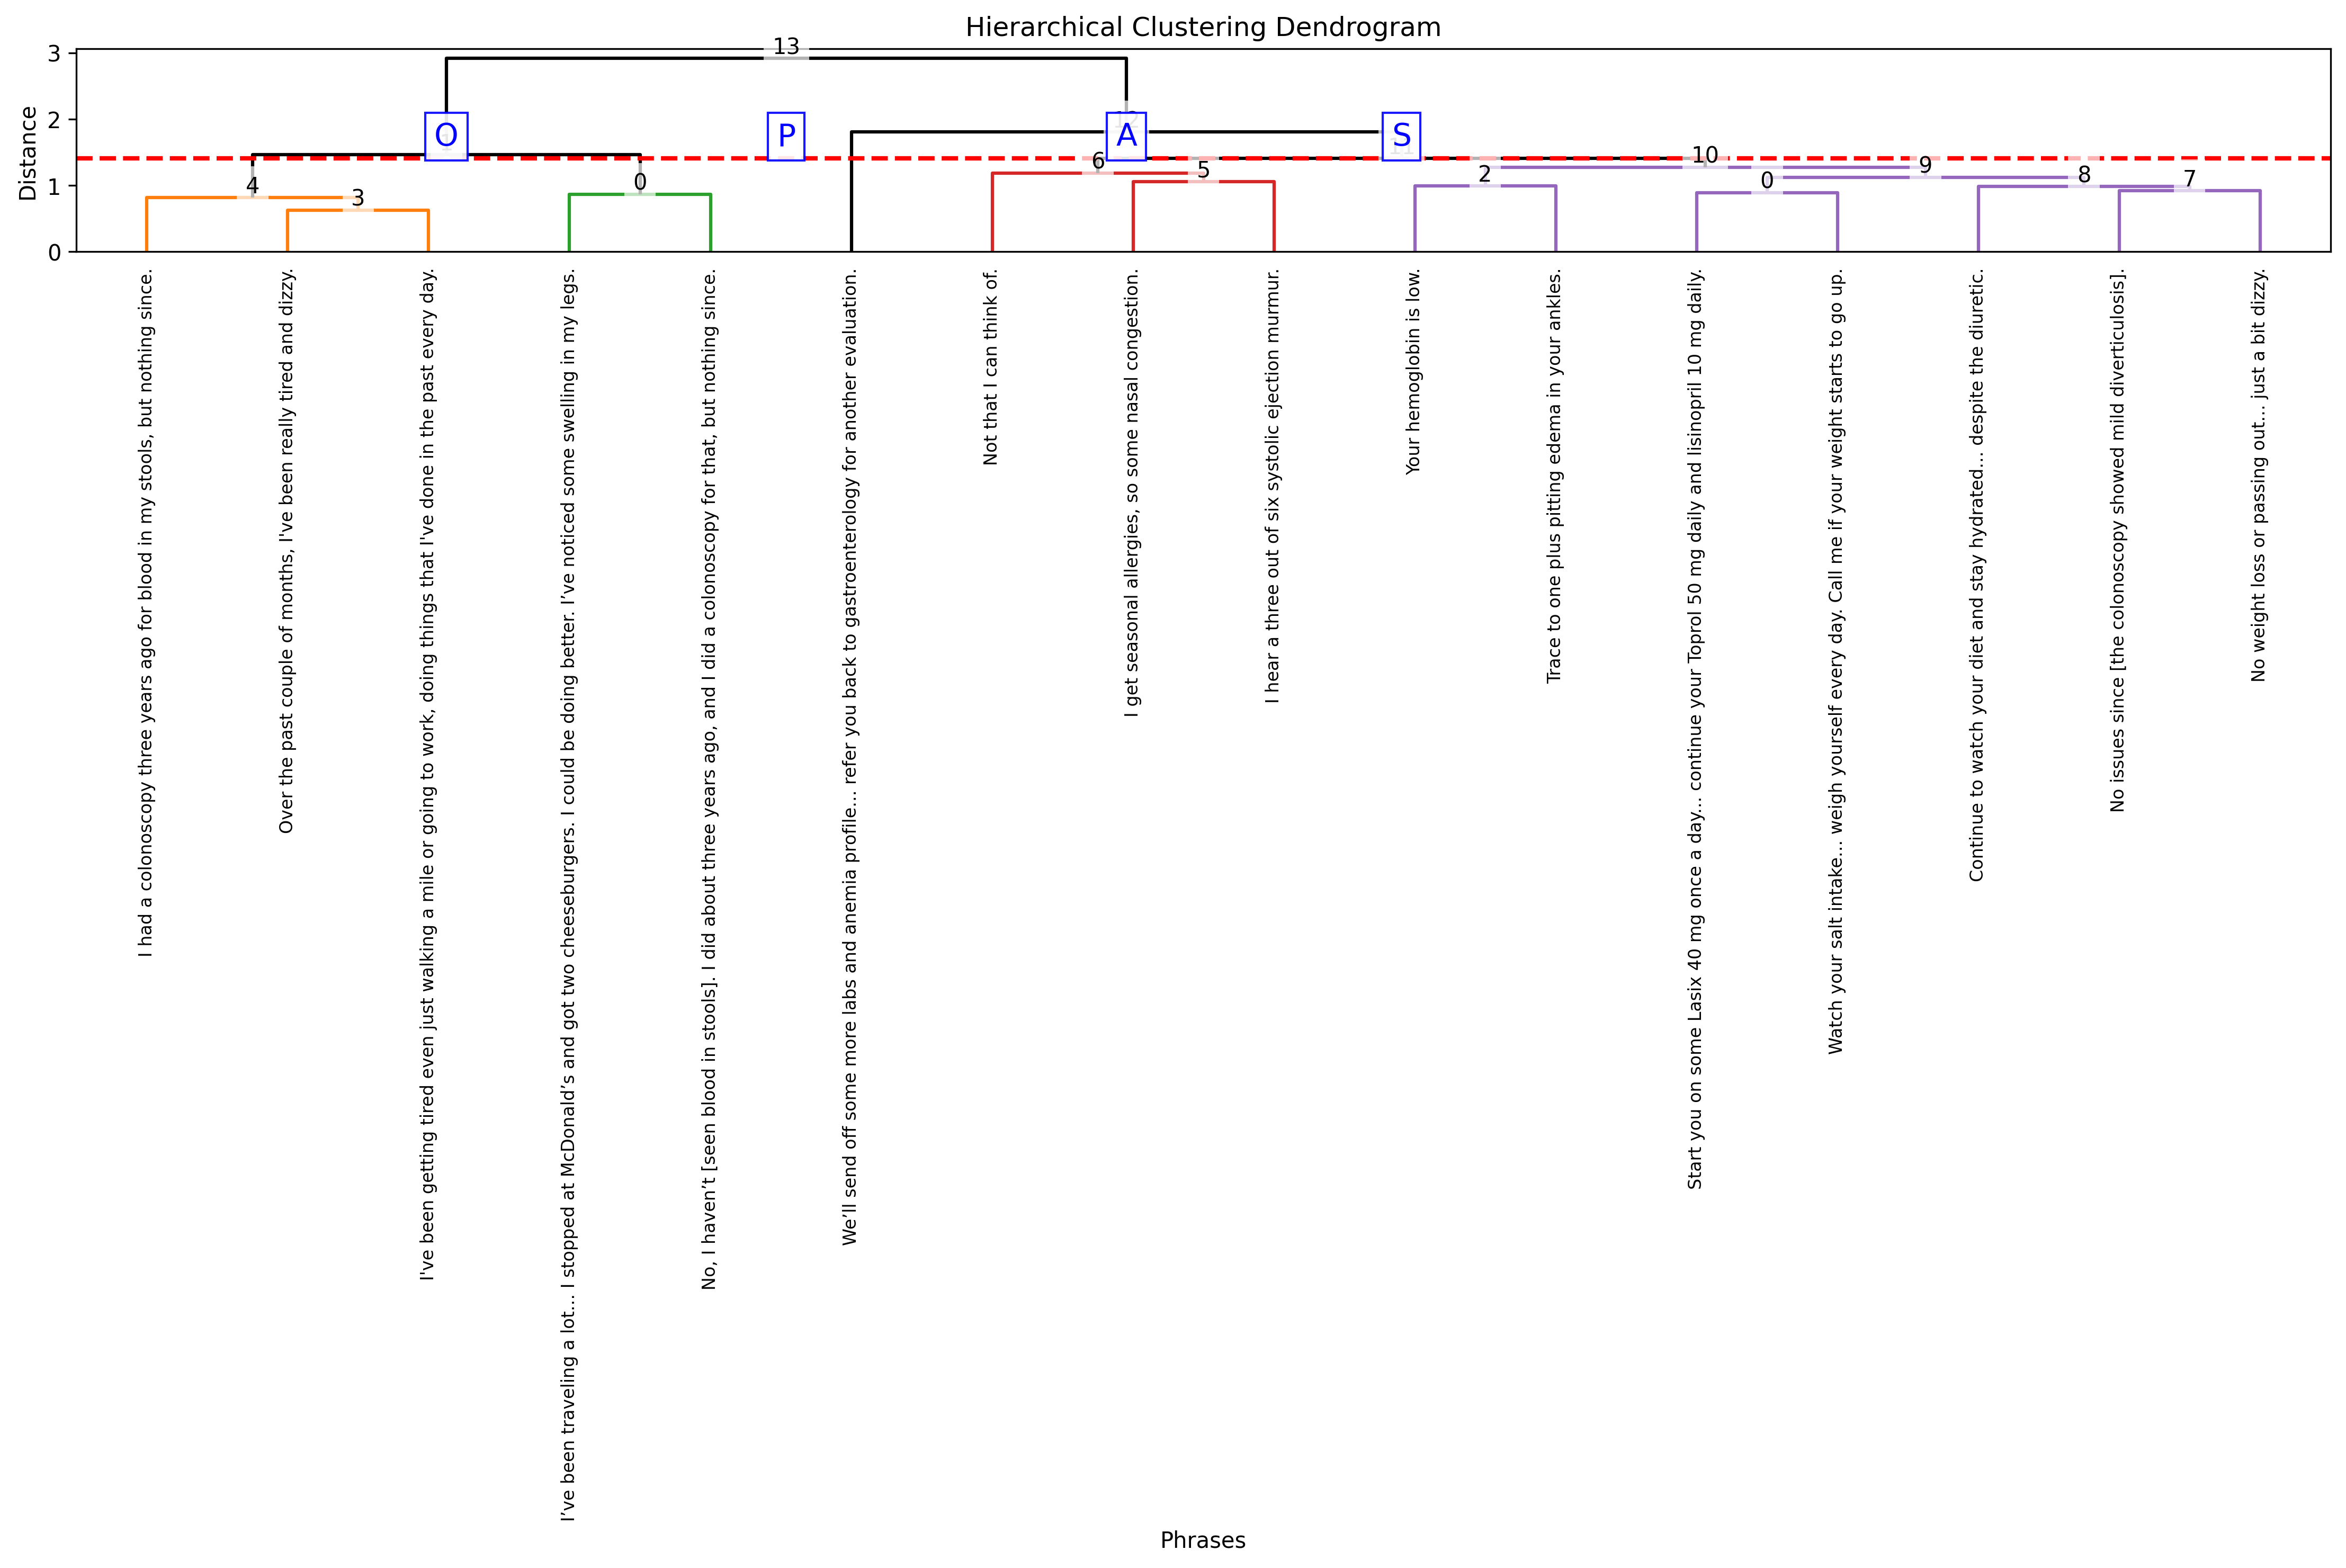 Hierarchical Clustering Dendrogram
Distance
3
2
1
0
13
12
O
P
A
S
11
4
3
0
6
5
2
10
0
9
8
7
I had a colonoscopy three years ago for blood in my stools, but nothing since.
Over the past couple of months, I've been really tired and dizzy.
I've been getting tired even just walking a mile or going to work, doing things that I've done in the past every day.
I’ve been traveling a lot... I stopped at McDonald’s and got two cheeseburgers. I could be doing better. I’ve noticed some swelling in my legs.
No, I haven’t [seen blood in stools]. I did about three years ago, and I did a colonoscopy for that, but nothing since.
We’ll send off some more labs and anemia profile... refer you back to gastroenterology for another evaluation.
Not that I can think of.
I get seasonal allergies, so some nasal congestion.
I hear a three out of six systolic ejection murmur.
Your hemoglobin is low.
Trace to one plus pitting edema in your ankles.
Start you on some Lasix 40 mg once a day... continue your Toprol 50 mg daily and lisinopril 10 mg daily.
Watch your salt intake... weigh yourself every day. Call me if your weight starts to go up.
Continue to watch your diet and stay hydrated... despite the diuretic.
No issues since [the colonoscopy showed mild diverticulosis].
No weight loss or passing out... just a bit dizzy.
Phrases